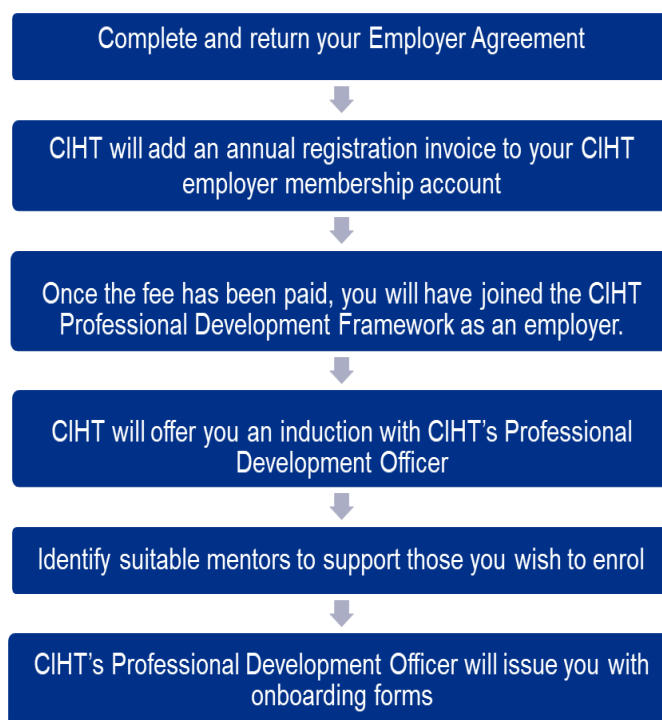 Complete and return your Employer Agreement
CIHT will add an annual registration invoice to your CIHT
employer membership account
Once the fee has been paid, you will have joined the CIHT
Professional Development Framework as an employer.
CIHT will offer you an induction with CIHT's Professional
Development Officer
Identify suitable mentors to support those you wish to enrol
CIHT's Professional Development Officer will issue you with
onboarding forms